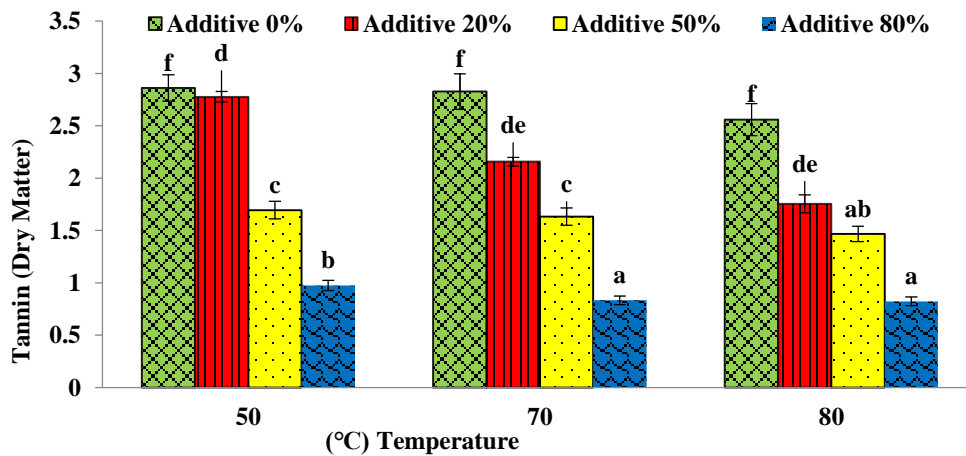 Additive 0% Additive 20% Additive 50% Additive 80%
3.5
3
2.5
2
1.5
1
0.5
0
Tannin (Dry Matter)
f d c b
f de c a
f de ab a
50 70 80
(°C) Temperature